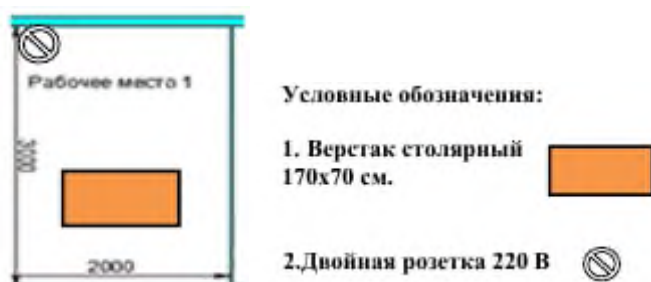 Рабочее место 1
3000
2000
Условные обозначения:
1. Верстак столярный
170х70 см.
2.Двойная розетка 220 В